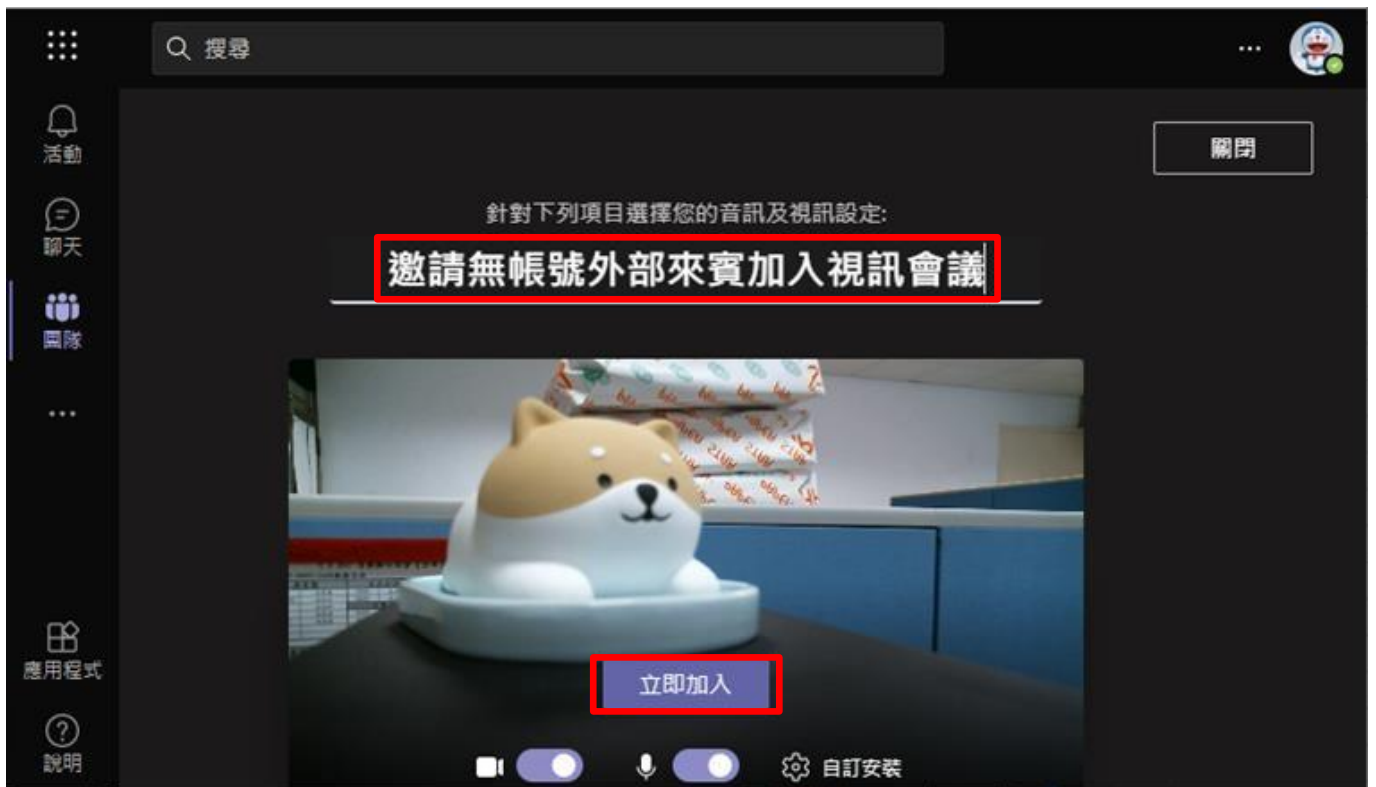 搜尋
活動
關閉
聊天
針對下列項目選擇您的音訊及視訊設定:
邀請無帳號外部來賓加入視訊會議
團隊
立即加入
應用程式
說明
自訂安裝